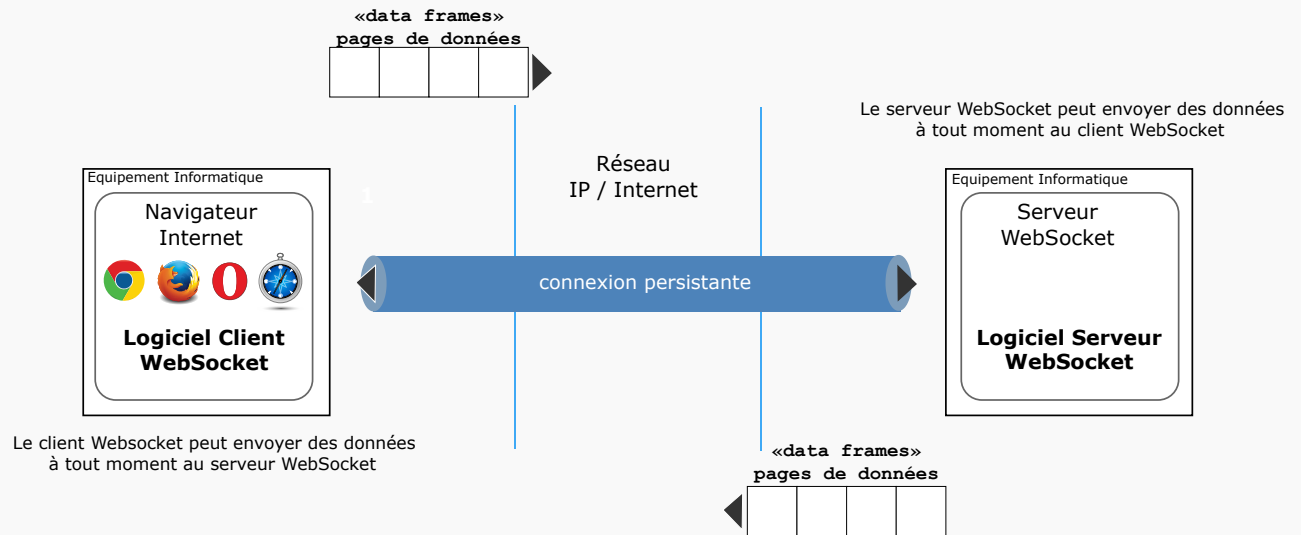 «data frames»
pages de données
Le serveur WebSocket peut envoyer des données
à tout moment au client WebSocket
Réseau
IP / Internet
Equipement Informatique
1
Navigateur
Internet
Logiciel Client
WebSocket
connexion persistante
Equipement Informatique
Serveur
WebSocket
Logiciel Serveur
WebSocket
Le client Websocket peut envoyer des données
à tout moment au serveur WebSocket
«data frames»
pages de données